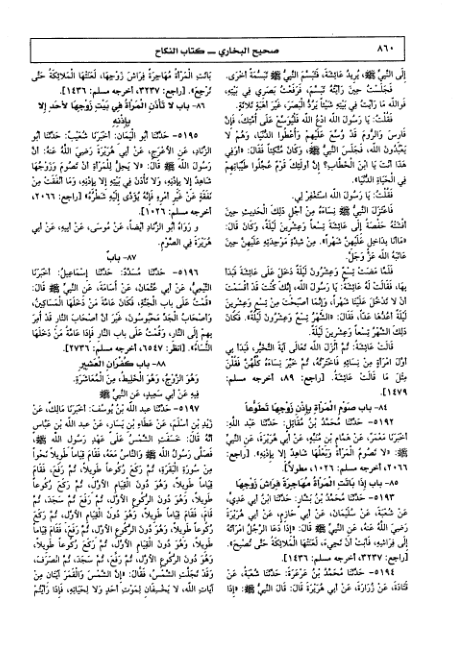 ٨٦٠
صحيح البخاري ـ كتاب النكاح
إِلَى النَّبِيِّ ﷺ، يُرِيدُ عَائِشَةَ، فَتَبَسَّمَ النَّبِيُّ ﷺ تَبَسُّمَةً أُخْرَى.
فَجَلَسْتُ حِينَ رَأَيْتُهُ تَبَسَّمَ، فَرَفَعْتُ بَصَرِي فِي بَيْتِهِ،
فَوَاللَّهِ مَا رَأَيْتُ فِي بَيْتِهِ شَيْئًا يَرُدُّ الْبَصَرَ، غَيْرَ أَهَبَةٍ ثَلَاثَةٍ.
فَقُلْتُ: يَا رَسُولَ اللَّهِ ادْعُ اللَّهَ فَلْيُوَسِّعْ عَلَى أُمَّتِكَ، فَإِنَّ
فَارِسَ وَالرُّومَ قَدْ وُسِّعَ عَلَيْهِمْ وَأُعْطُوا الدُّنْيَا، وَهُمْ لَا
يَعْبُدُونَ اللَّهَ، فَجَلَسَ النَّبِيُّ ﷺ، وَكَانَ مُتَّكِئًا فَقَالَ: «أَوَفِي
هَذَا أَنْتَ يَا ابْنَ الْخَطَّابِ؟ إِنَّ أُولَئِكَ قَوْمٌ عُجِّلُوا طَيِّبَاتِهِمْ
فِي الْحَيَاةِ الدُّنْيَا».
فَقُلْتُ: يَا رَسُولَ اللَّهِ اسْتَغْفِرْ لِي.
فَاعْتَزَلَ النَّبِيُّ ﷺ نِسَاءَهُ مِنْ أَجْلِ ذَلِكَ الْحَدِيثِ حِينَ
أَفْشَتْهُ حَفْصَةُ إِلَى عَائِشَةَ تِسْعًا وَعِشْرِينَ لَيْلَةً، وَكَانَ قَالَ:
«مَا أَنَا بِدَاخِلٍ عَلَيْهِنَّ شَهْرًا». مِنْ شِدَّةِ مَوْجِدَتِهِ عَلَيْهِنَّ حِينَ
عَاتَبَهُ اللَّهُ عَزَّ وَجَلَّ.
فَلَمَّا مَضَتْ تِسْعٌ وَعِشْرُونَ لَيْلَةً دَخَلَ عَلَى عَائِشَةَ فَبَدَأَ
بِهَا، فَقَالَتْ لَهُ عَائِشَةُ: يَا رَسُولَ اللَّهِ، إِنَّكَ كُنْتَ قَدْ أَقْسَمْتَ
أَنْ لَا تَدْخُلَ عَلَيْنَا شَهْرًا، وَإِنَّمَا أَصْبَحْتَ مِنْ تِسْعٍ وَعِشْرِينَ
لَيْلَةً أَعُدُّهَا عَدًّا، فَقَالَ: «الشَّهْرُ تِسْعٌ وَعِشْرُونَ لَيْلَةً». فَكَانَ
ذَلِكَ الشَّهْرُ تِسْعًا وَعِشْرِينَ لَيْلَةً.
قَالَتْ عَائِشَةُ: ثُمَّ أَنْزَلَ اللَّهُ تَعَالَى آيَةَ التَّخَيُّرِ، فَبَدَأَ بِي
أَوَّلَ امْرَأَةٍ مِنْ نِسَائِهِ فَاخْتَرْتُهُ، ثُمَّ خَيَّرَ نِسَاءَهُ كُلَّهُنَّ فَقُلْنَ
مِثْلَ مَا قَالَتْ عَائِشَةُ. [راجع: ٨٩، أخرجه مسلم:
١٤٧٩]
٨٤- باب صَوْمِ الْمَرْأَةِ بِإِذْنِ زَوْجِهَا تَطَوُّعًا
٥١٩٢- حَدَّثَنَا مُحَمَّدُ بْنُ مُقَاتِلٍ: حَدَّثَنَا عَبْدُ اللَّهِ:
أَخْبَرَنَا مَعْمَرٌ، عَنْ هَمَّامِ بْنِ مُنَبِّهٍ، عَنْ أَبِي هُرَيْرَةَ، عَنِ النَّبِيِّ
ﷺ: «لَا تَصُومُ الْمَرْأَةُ وَبَعْلُهَا شَاهِدٌ إِلَّا بِإِذْنِهِ». [راجع:
٢٠٦٦، أخرجه مسلم: ١٠٢٦، مطولاً]
٨٥- باب إِذَا بَاتَتِ الْمَرْأَةُ مُهَاجِرَةً فِرَاشَ زَوْجِهَا
٥١٩٣- حَدَّثَنَا مُحَمَّدُ بْنُ بَشَّارٍ: حَدَّثَنَا ابْنُ أَبِي عَدِيٍّ،
عَنْ شُعْبَةَ، عَنْ سُلَيْمَانَ، عَنْ أَبِي حَازِمٍ، عَنْ أَبِي هُرَيْرَةَ
رَضِيَ اللَّهُ عَنْهُ، عَنِ النَّبِيِّ ﷺ، قَالَ: «إِذَا دَعَا الرَّجُلُ امْرَأَتَهُ
إِلَى فِرَاشِهِ، فَأَبَتْ أَنْ تَجِيءَ، لَعَنَتْهَا الْمَلَائِكَةُ حَتَّى تُصْبِحَ».
[راجع: ٣٢٣٧، أخرجه مسلم: ١٤٣٦]
٥١٩٤- حَدَّثَنَا مُحَمَّدُ بْنُ عَرْعَرَةَ: حَدَّثَنَا شُعْبَةُ، عَنْ
قَتَادَةَ، عَنْ زُرَارَةَ، عَنْ أَبِي هُرَيْرَةَ قَالَ: قَالَ النَّبِيُّ ﷺ: «إِذَا
بَاتَتِ الْمَرْأَةُ مُهَاجِرَةً فِرَاشَ زَوْجِهَا، لَعَنَتْهَا الْمَلَائِكَةُ حَتَّى
تَرْجِعَ». [راجع: ٣٢٣٧، أخرجه مسلم: ١٤٣٦]
٨٦- باب لَا تَأْذَنِ الْمَرْأَةُ فِي بَيْتِ زَوْجِهَا لِأَحَدٍ إِلَّا
بِإِذْنِهِ
٥١٩٥- حَدَّثَنَا أَبُو الْيَمَانِ: أَخْبَرَنَا شُعَيْبٌ: حَدَّثَنَا أَبُو
الزِّنَادِ، عَنِ الْأَعْرَجِ، عَنْ أَبِي هُرَيْرَةَ رَضِيَ اللَّهُ عَنْهُ: أَنَّ
رَسُولَ اللَّهِ ﷺ قَالَ: «لَا يَحِلُّ لِلْمَرْأَةِ أَنْ تَصُومَ وَزَوْجُهَا
شَاهِدٌ إِلَّا بِإِذْنِهِ، وَلَا تَأْذَنَ فِي بَيْتِهِ إِلَّا بِإِذْنِهِ، وَمَا أَنْفَقَتْ مِنْ
نَفَقَةٍ عَنْ غَيْرِ أَمْرِهِ فَإِنَّهُ يُؤَدَّى إِلَيْهِ شَطْرُهُ». [راجع: ٢٠٦٦،
أخرجه مسلم: ١٠٢٦]
وَرَوَاهُ أَبُو الزِّنَادِ أَيْضًا، عَنْ مُوسَى، عَنْ أَبِيهِ، عَنْ أَبِي
هُرَيْرَةَ فِي الصَّوْمِ.
٨٧- بابٌ
٥١٩٦- حَدَّثَنَا مُسَدَّدٌ: حَدَّثَنَا إِسْمَاعِيلُ: أَخْبَرَنَا
التَّيْمِيُّ، عَنْ أَبِي عُثْمَانَ، عَنْ أُسَامَةَ، عَنِ النَّبِيِّ ﷺ قَالَ:
«قُمْتُ عَلَى بَابِ الْجَنَّةِ، فَكَانَ عَامَّةَ مَنْ دَخَلَهَا الْمَسَاكِينُ،
وَأَصْحَابُ الْجَدِّ مَحْبُوسُونَ، غَيْرَ أَنَّ أَصْحَابَ النَّارِ قَدْ أُمِرَ
بِهِمْ إِلَى النَّارِ، وَقُمْتُ عَلَى بَابِ النَّارِ فَإِذَا عَامَّةُ مَنْ دَخَلَهَا
النِّسَاءُ». [انظر: ٦٥٤٧، أخرجه مسلم: ٢٧٣٦]
٨٨- باب كُفْرَانِ الْعَشِيرِ
وَهُوَ الزَّوْجُ، وَهُوَ الْخَلِيطُ، مِنَ الْمُعَاشَرَةِ.
فِيهِ عَنْ أَبِي سَعِيدٍ، عَنِ النَّبِيِّ ﷺ
٥١٩٧- حَدَّثَنَا عَبْدُ اللَّهِ بْنُ يُوسُفَ: أَخْبَرَنَا مَالِكٌ، عَنْ
زَيْدِ بْنِ أَسْلَمَ، عَنْ عَطَاءِ بْنِ يَسَارٍ، عَنْ عَبْدِ اللَّهِ بْنِ عَبَّاسٍ
أَنَّهُ قَالَ: خَسَفَتِ الشَّمْسُ عَلَى عَهْدِ رَسُولِ اللَّهِ ﷺ،
فَصَلَّى رَسُولُ اللَّهِ ﷺ وَالنَّاسُ مَعَهُ، فَقَامَ قِيَامًا طَوِيلًا نَحْوًا
مِنْ سُورَةِ الْبَقَرَةِ، ثُمَّ رَكَعَ رُكُوعًا طَوِيلًا، ثُمَّ رَفَعَ، فَقَامَ
قِيَامًا طَوِيلًا، وَهُوَ دُونَ الْقِيَامِ الْأَوَّلِ، ثُمَّ رَكَعَ رُكُوعًا
طَوِيلًا، وَهُوَ دُونَ الرُّكُوعِ الْأَوَّلِ، ثُمَّ رَفَعَ ثُمَّ سَجَدَ، ثُمَّ
قَامَ، فَقَامَ قِيَامًا طَوِيلًا، وَهُوَ دُونَ الْقِيَامِ الْأَوَّلِ، ثُمَّ رَكَعَ
رُكُوعًا طَوِيلًا، وَهُوَ دُونَ الرُّكُوعِ الْأَوَّلِ، ثُمَّ رَفَعَ، فَقَامَ قِيَامًا
طَوِيلًا، وَهُوَ دُونَ الْقِيَامِ الْأَوَّلِ، ثُمَّ رَكَعَ رُكُوعًا طَوِيلًا،
وَهُوَ دُونَ الرُّكُوعِ الْأَوَّلِ، ثُمَّ رَفَعَ، ثُمَّ سَجَدَ، ثُمَّ انْصَرَفَ،
وَقَدْ تَجَلَّتِ الشَّمْسُ، فَقَالَ: «إِنَّ الشَّمْسَ وَالْقَمَرَ آيَتَانِ مِنْ
آيَاتِ اللَّهِ، لَا يَخْسِفَانِ لِمَوْتِ أَحَدٍ وَلَا لِحَيَاتِهِ، فَإِذَا رَأَيْتُمْ